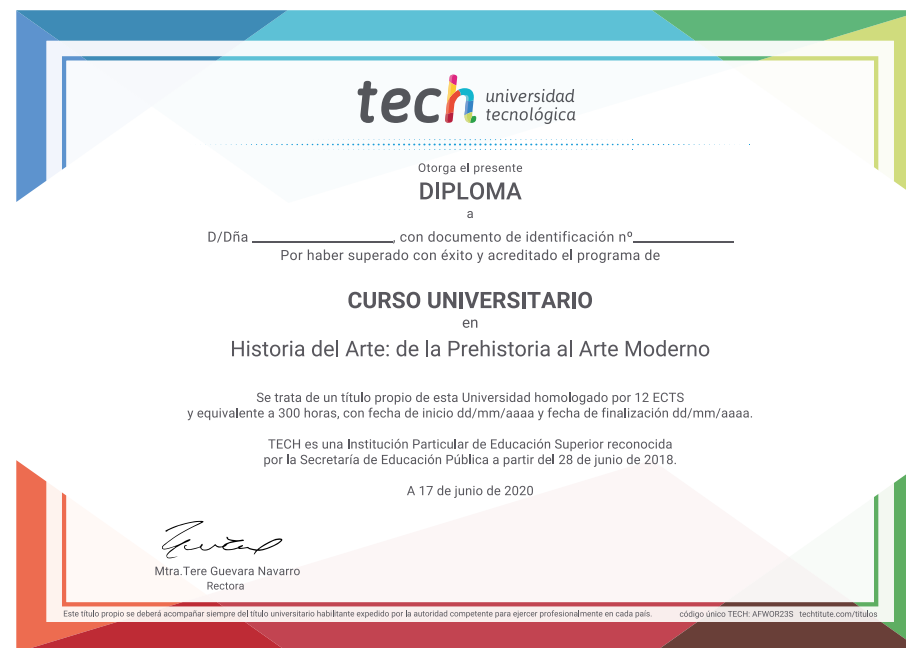 tech universidad
tecnológica
Otorga el presente
DIPLOMA
a
D/Dña ____________________, con documento de identificación nº______________
Por haber superado con éxito y acreditado el programa de
CURSO UNIVERSITARIO
en
Historia del Arte: de la Prehistoria al Arte Moderno
Se trata de un título propio de esta Universidad homologado por 12 ECTS
y equivalente a 300 horas, con fecha de inicio dd/mm/aaaa y fecha de finalización dd/mm/aaaa.
TECH es una Institución Particular de Educación Superior reconocida
por la Secretaría de Educación Pública a partir del 28 de junio de 2018.
A 17 de junio de 2020
Mtra.Tere Guevara Navarro
Rectora
Este título propio se deberá acompañar siempre del título universitario habilitante expedido por la autoridad competente para ejercer profesionalmente en cada país. código único TECH: AFWOR23S techtitute.com/titulos